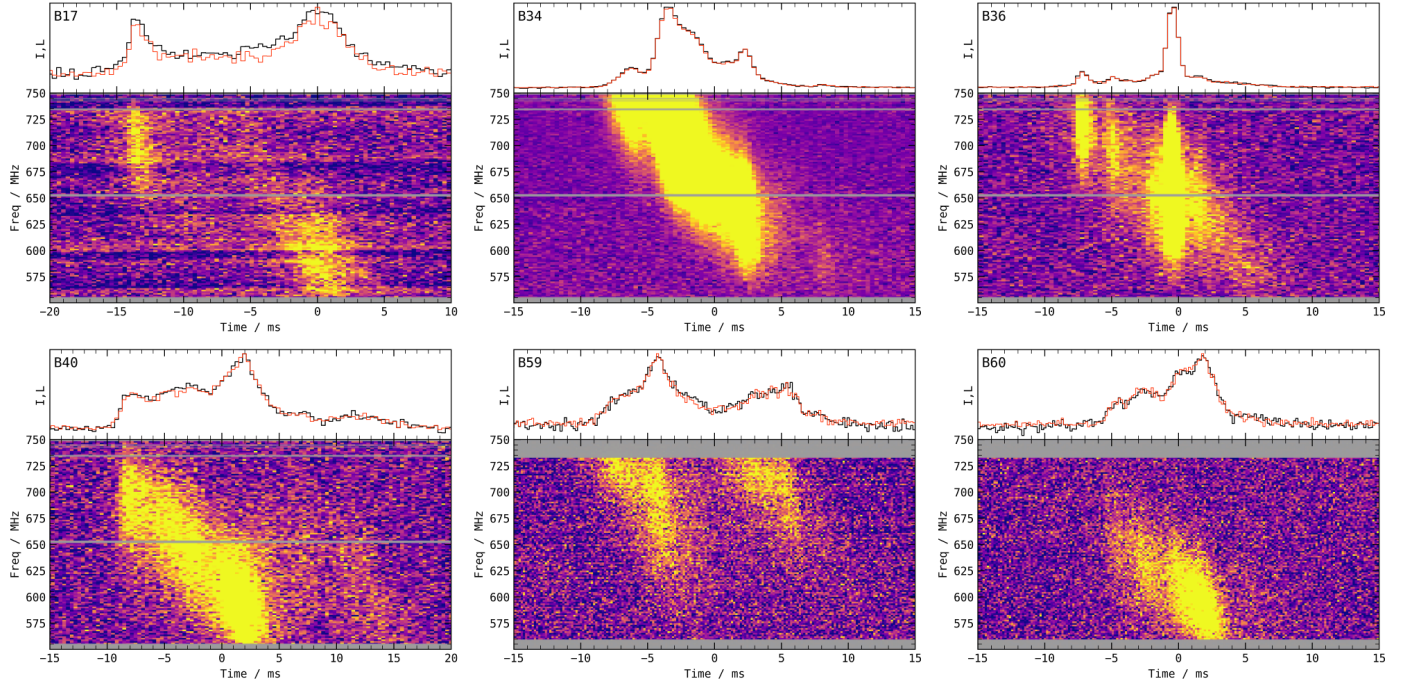 B17
I,L
750
725
700
675
650
625
600
575
Freq / MHz
−20 −15 −10 −5 0 5 10
Time / ms
B34
I,L
750
725
700
675
650
625
600
575
Freq / MHz
−15 −10 −5 0 5 10 15
Time / ms
B36
I,L
750
725
700
675
650
625
600
575
Freq / MHz
−15 −10 −5 0 5 10 15
Time / ms
B40
I,L
750
725
700
675
650
625
600
575
Freq / MHz
−15 −10 −5 0 5 10 15 20
Time / ms
B59
I,L
750
725
700
675
650
625
600
575
Freq / MHz
−15 −10 −5 0 5 10 15
Time / ms
B60
I,L
750
725
700
675
650
625
600
575
Freq / MHz
−15 −10 −5 0 5 10 15
Time / ms